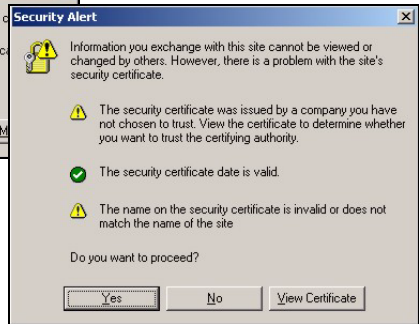 Security Alert
Information you exchange with this site cannot be viewed or
changed by others. However, there is a problem with the site's
security certificate.
The security certificate was issued by a company you have
not chosen to trust. View the certificate to determine whether
you want to trust the certifying authority.
The security certificate date is valid.
The name on the security certificate is invalid or does not
match the name of the site
Do you want to proceed?
Yes
No
View Certificate